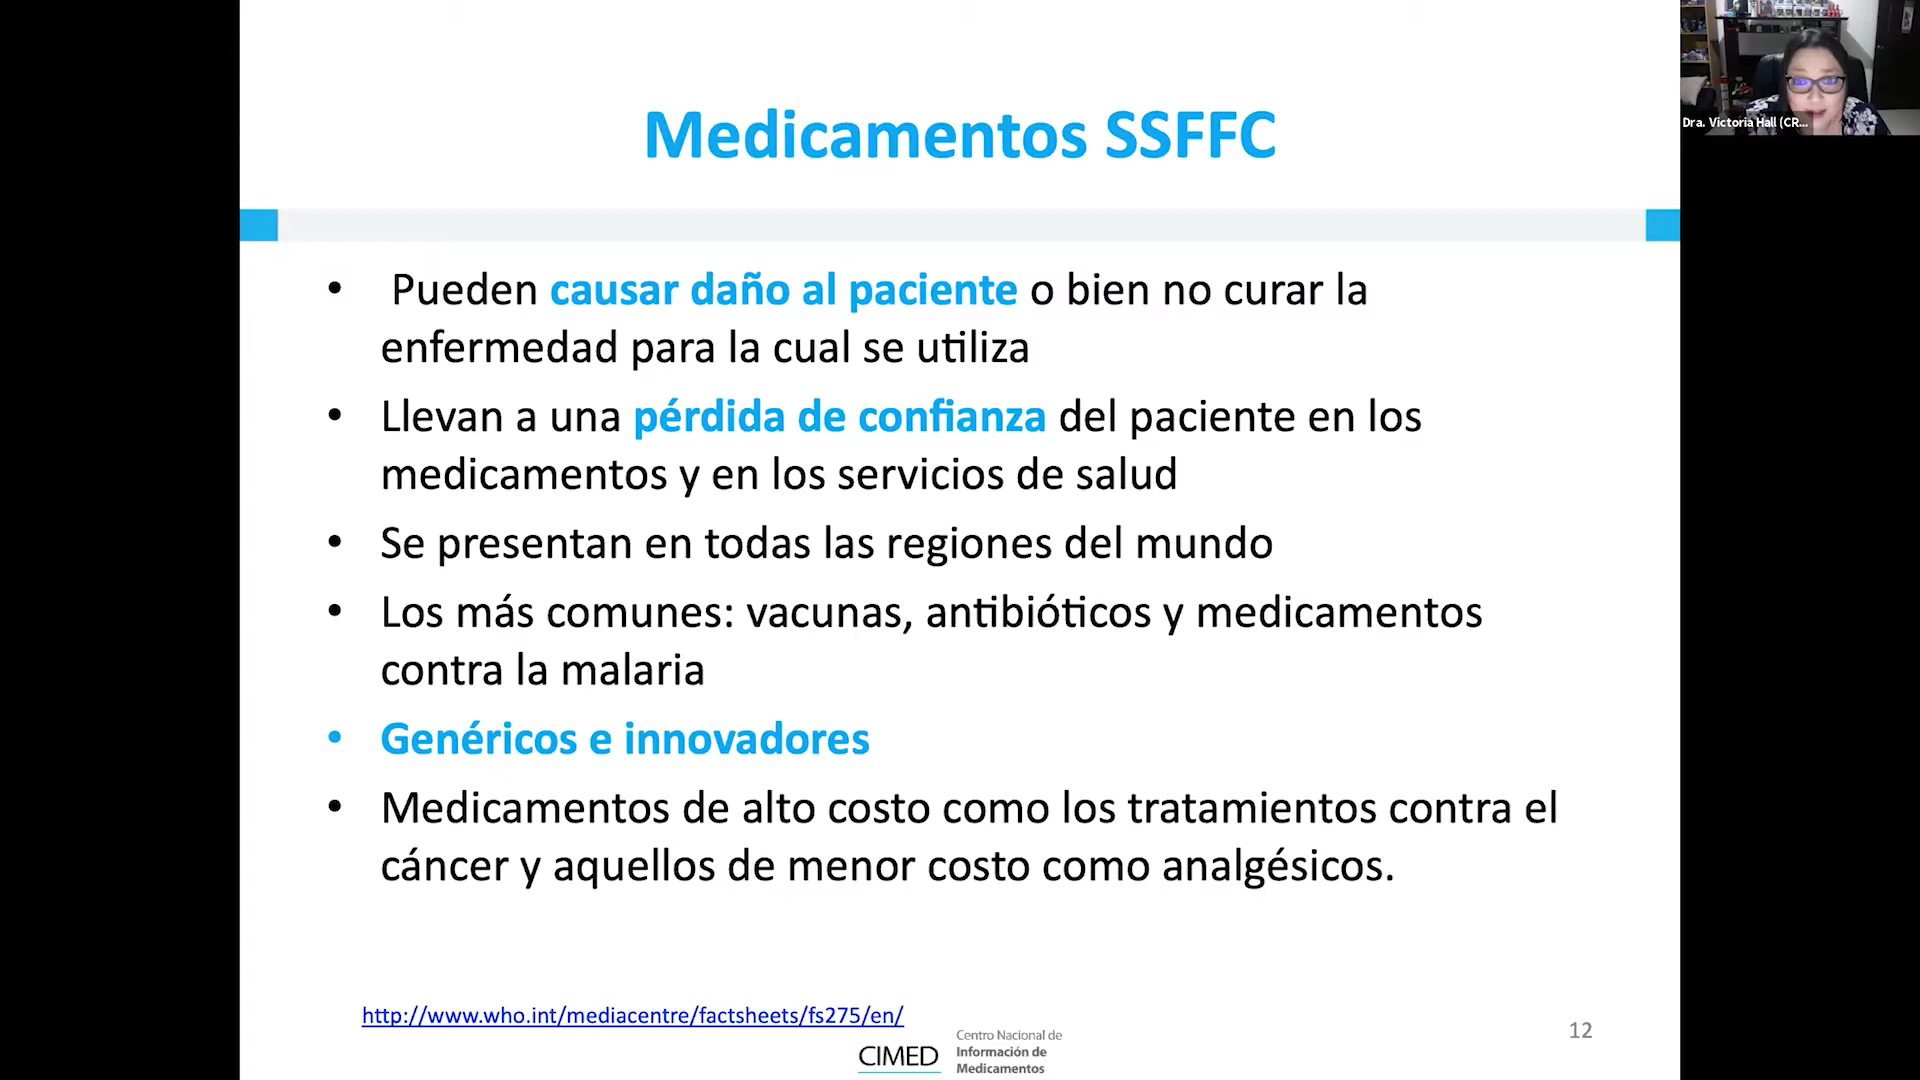 Medicamentos SSFFC
Dra. Victoria Hall (CR...
• Pueden causar daño al paciente o bien no curar la
enfermedad para la cual se utiliza
• Llevan a una pérdida de confianza del paciente en los
medicamentos y en los servicios de salud
• Se presentan en todas las regiones del mundo
• Los más comunes: vacunas, antibióticos y medicamentos
contra la malaria
• Genéricos e innovadores
• Medicamentos de alto costo como los tratamientos contra el
cáncer y aquellos de menor costo como analgésicos.
http://www.who.int/mediacentre/factsheets/fs275/en/
12
CIMED
Centro Nacional de
Información de
Medicamentos